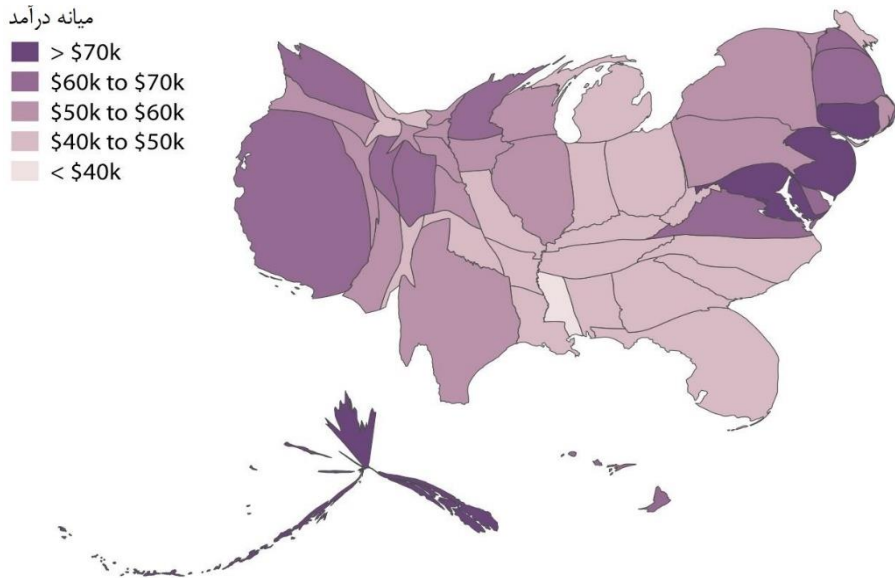 میانه درآمد
> $70k
$60k to $70k
$50k to $60k
$40k to $50k
< $40k